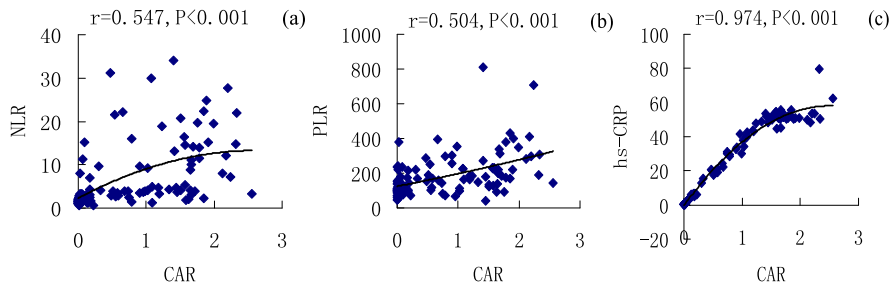 r=0.547,P<0.001 (a)
NLR
40
30
20
10
0
0 1 2 3
CAR
r=0.504,P<0.001 (b)
PLR
1000
800
600
400
200
0
0 1 2 3
CAR
r=0.974,P<0.001 (c)
hs-CRP
100
80
60
40
20
0
-20
0 1 2 3
CAR